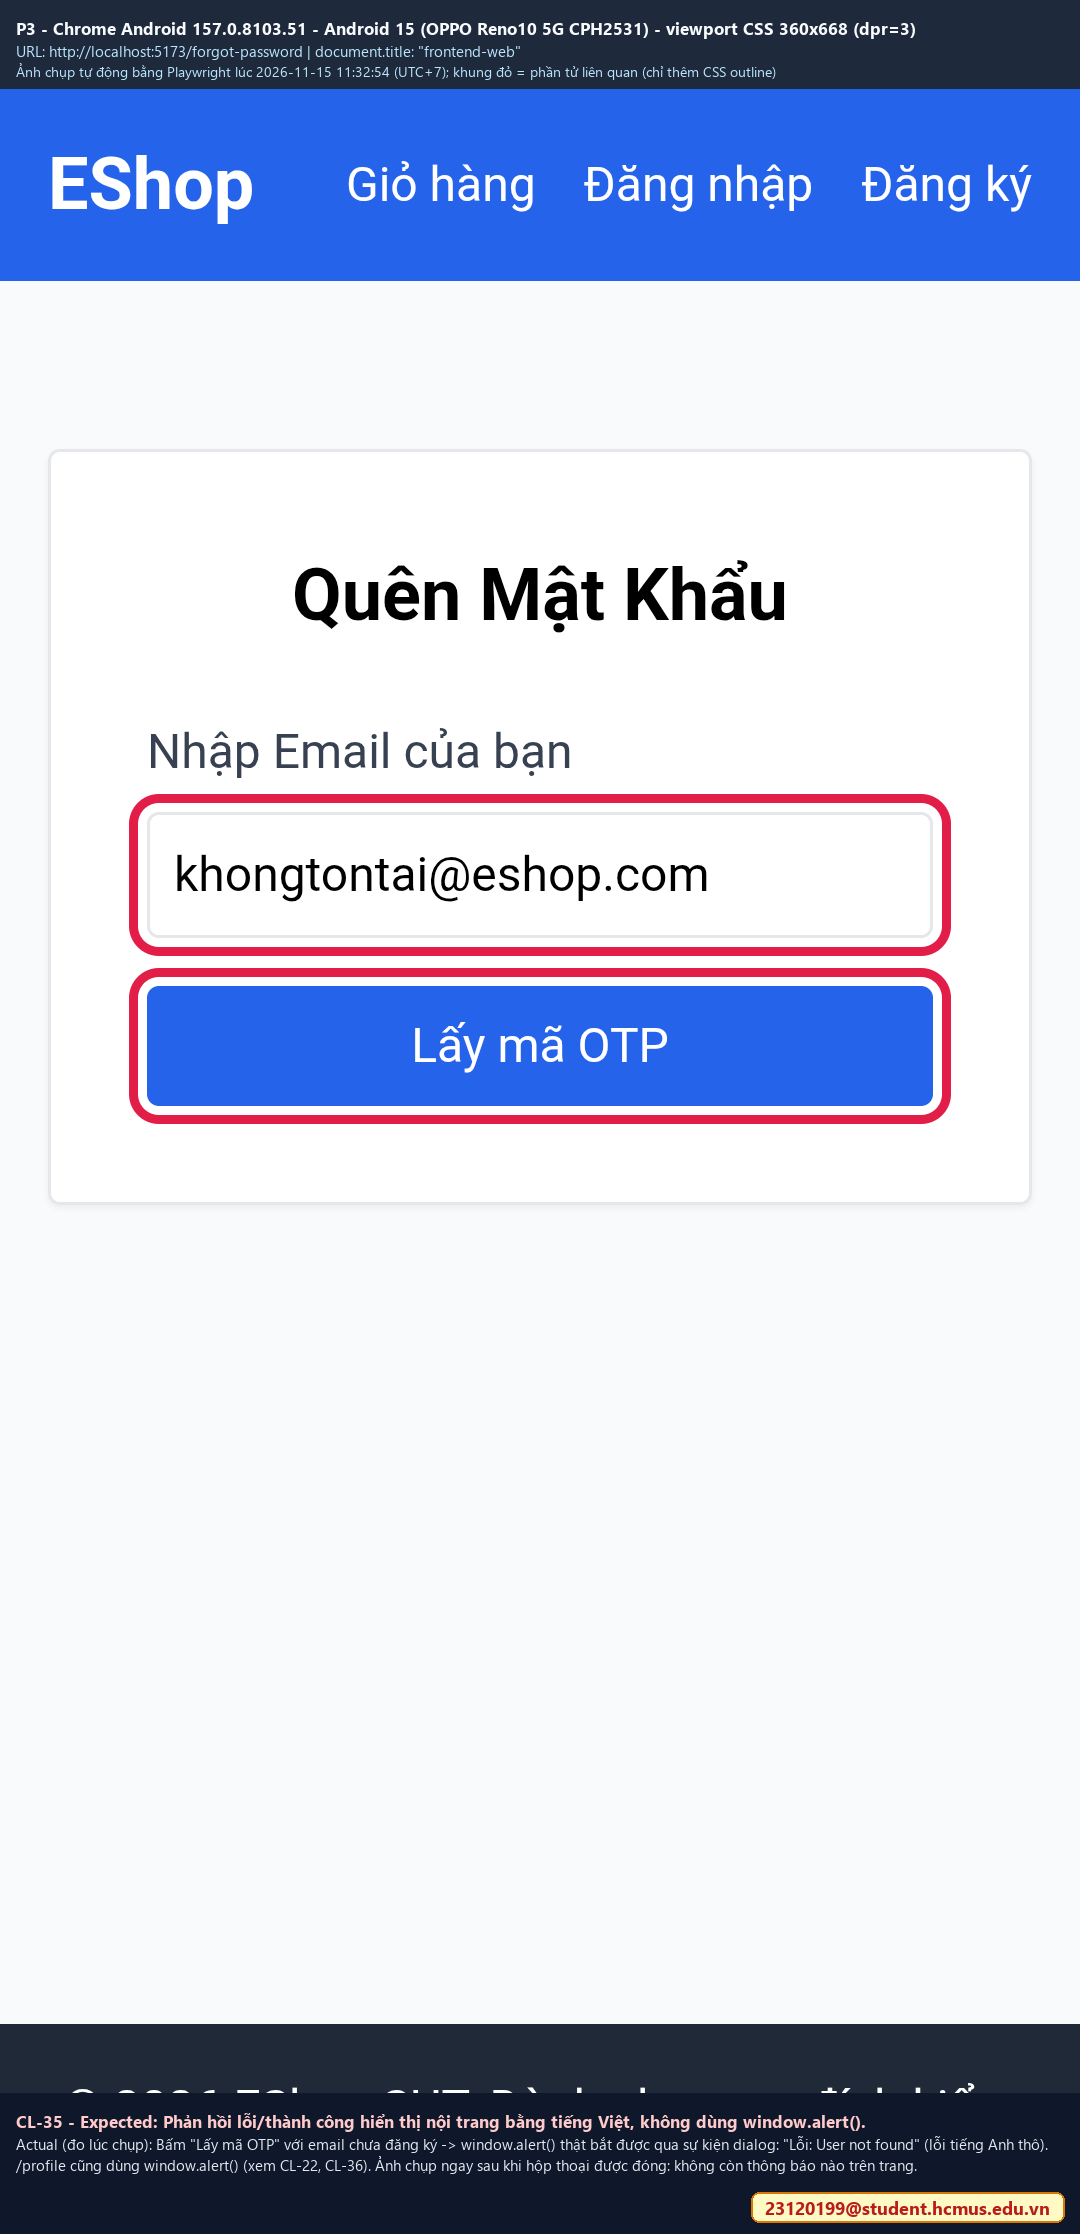 P3 - Chrome Android 157.0.8103.51 - Android 15 (OPPO Reno10 5G CPH2531) - viewport CSS 360x668 (dpr=3)
URL: http://localhost:5173/forgot-password | document.title: "frontend-web"
Ảnh chụp tự động bằng Playwright lúc 2026-11-15 11:32:54 (UTC+7); khung đỏ = phần tử liên quan (chỉ thêm CSS outline)
EShop Giỏ hàng Đăng nhập Đăng ký
Quên Mật Khẩu
Nhập Email của bạn
khongtontai@eshop.com
Lấy mã OTP
CL-35 - Expected: Phản hồi lỗi/thành công hiển thị nội trang bằng tiếng Việt, không dùng window.alert().
Actual (đo lúc chụp): Bấm "Lấy mã OTP" với email chưa đăng ký -> window.alert() thật bắt được qua sự kiện dialog: "Lỗi: User not found" (lỗi tiếng Anh thô).
/profile cũng dùng window.alert() (xem CL-22, CL-36). Ảnh chụp ngay sau khi hộp thoại được đóng: không còn thông báo nào trên trang.
23120199@student.hcmus.edu.vn